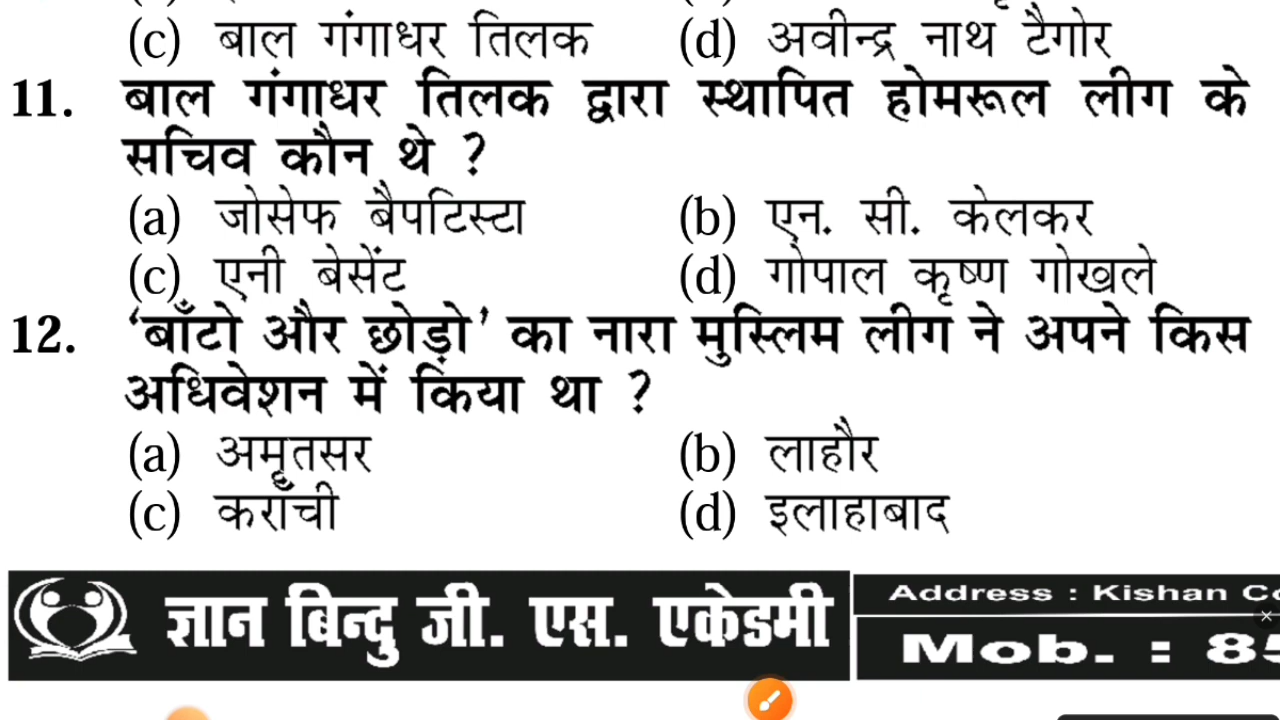 (c) बाल गंगाधर तिलक (d) अवीन्द्र नाथ टैगोर
11. बाल गंगाधर तिलक द्वारा स्थापित होमरूल लीग के
सचिव कौन थे ?
(a) जोसेफ बैपटिस्टा (b) एन. सी. केलकर
(c) एनी बेसेंट (d) गोपाल कृष्ण गोखले
12. ‘बाँटो और छोड़ो’ का नारा मुस्लिम लीग ने अपने किस
अधिवेशन में किया था ?
(a) अमृतसर (b) लाहौर
(c) कराँची (d) इलाहाबाद
ज्ञान बिन्दु जी. एस. एकेडमी
Address : Kishan
Mob. : 8